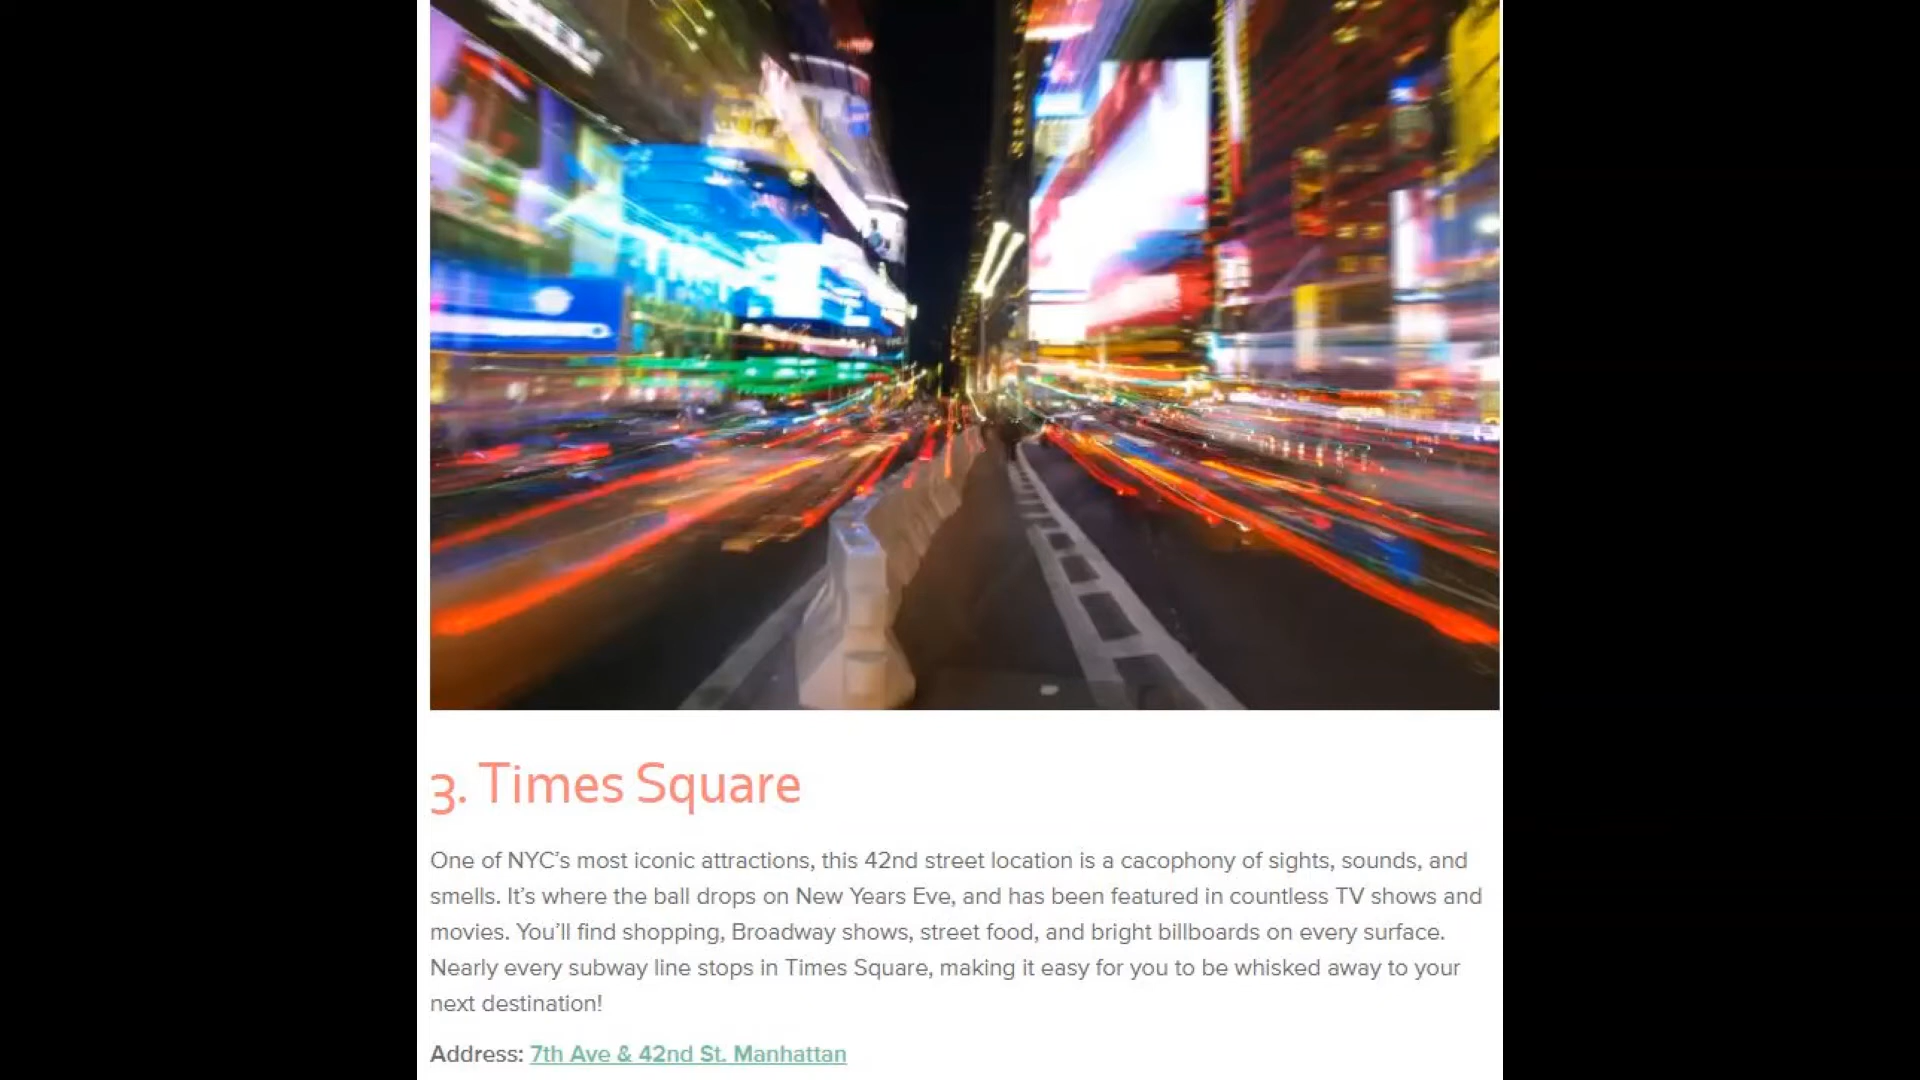 3. Times Square
One of NYC’s most iconic attractions, this 42nd street location is a cacophony of sights, sounds, and
smells. It’s where the ball drops on New Years Eve, and has been featured in countless TV shows and
movies. You’ll find shopping, Broadway shows, street food, and bright billboards on every surface.
Nearly every subway line stops in Times Square, making it easy for you to be whisked away to your
next destination!
Address: 7th Ave & 42nd St. Manhattan